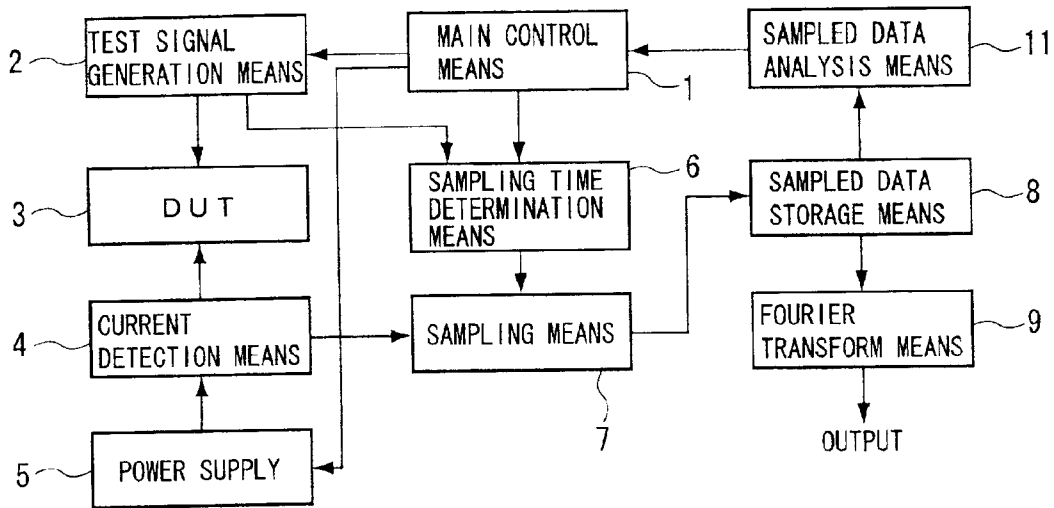 2
TEST SIGNAL
GENERATION MEANS
MAIN CONTROL
MEANS
1
SAMPLED DATA
ANALYSIS MEANS
11
3
DUT
SAMPLING TIME
DETERMINATION
MEANS
6
SAMPLED DATA
STORAGE MEANS
8
4
CURRENT
DETECTION MEANS
SAMPLING MEANS
7
FOURIER
TRANSFORM MEANS
9
5
POWER SUPPLY
OUTPUT